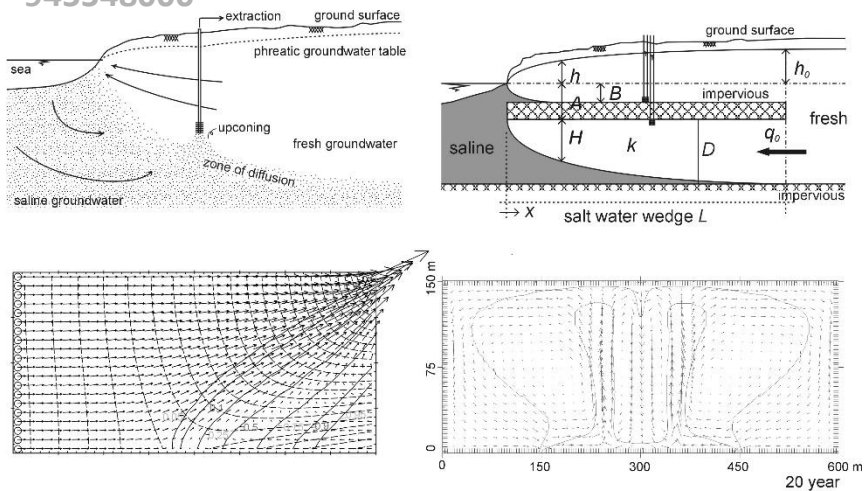 extraction
ground surface
phreatic groundwater table
sea
upconing
fresh groundwater
zone of diffusion
saline groundwater
ground surface
h
h0
B
A
impervious
fresh
H
k
D
q0
saline
impervious
x
salt water wedge L
150 m
75
0
0 150 300 450 600 m
20 year